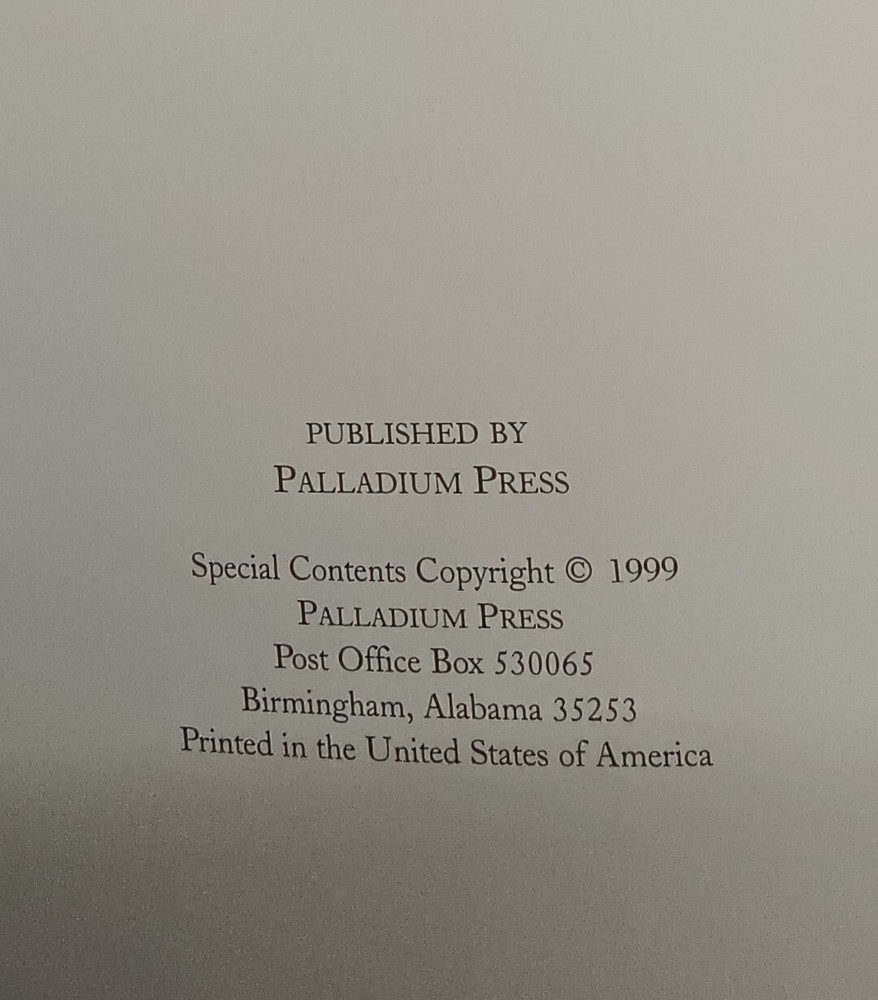 PUBLISHED BY
PALLADIUM PRESS
Special Contents Copyright © 1999
PALLADIUM PRESS
Post Office Box 530065
Birmingham, Alabama 35253
Printed in the United States of America